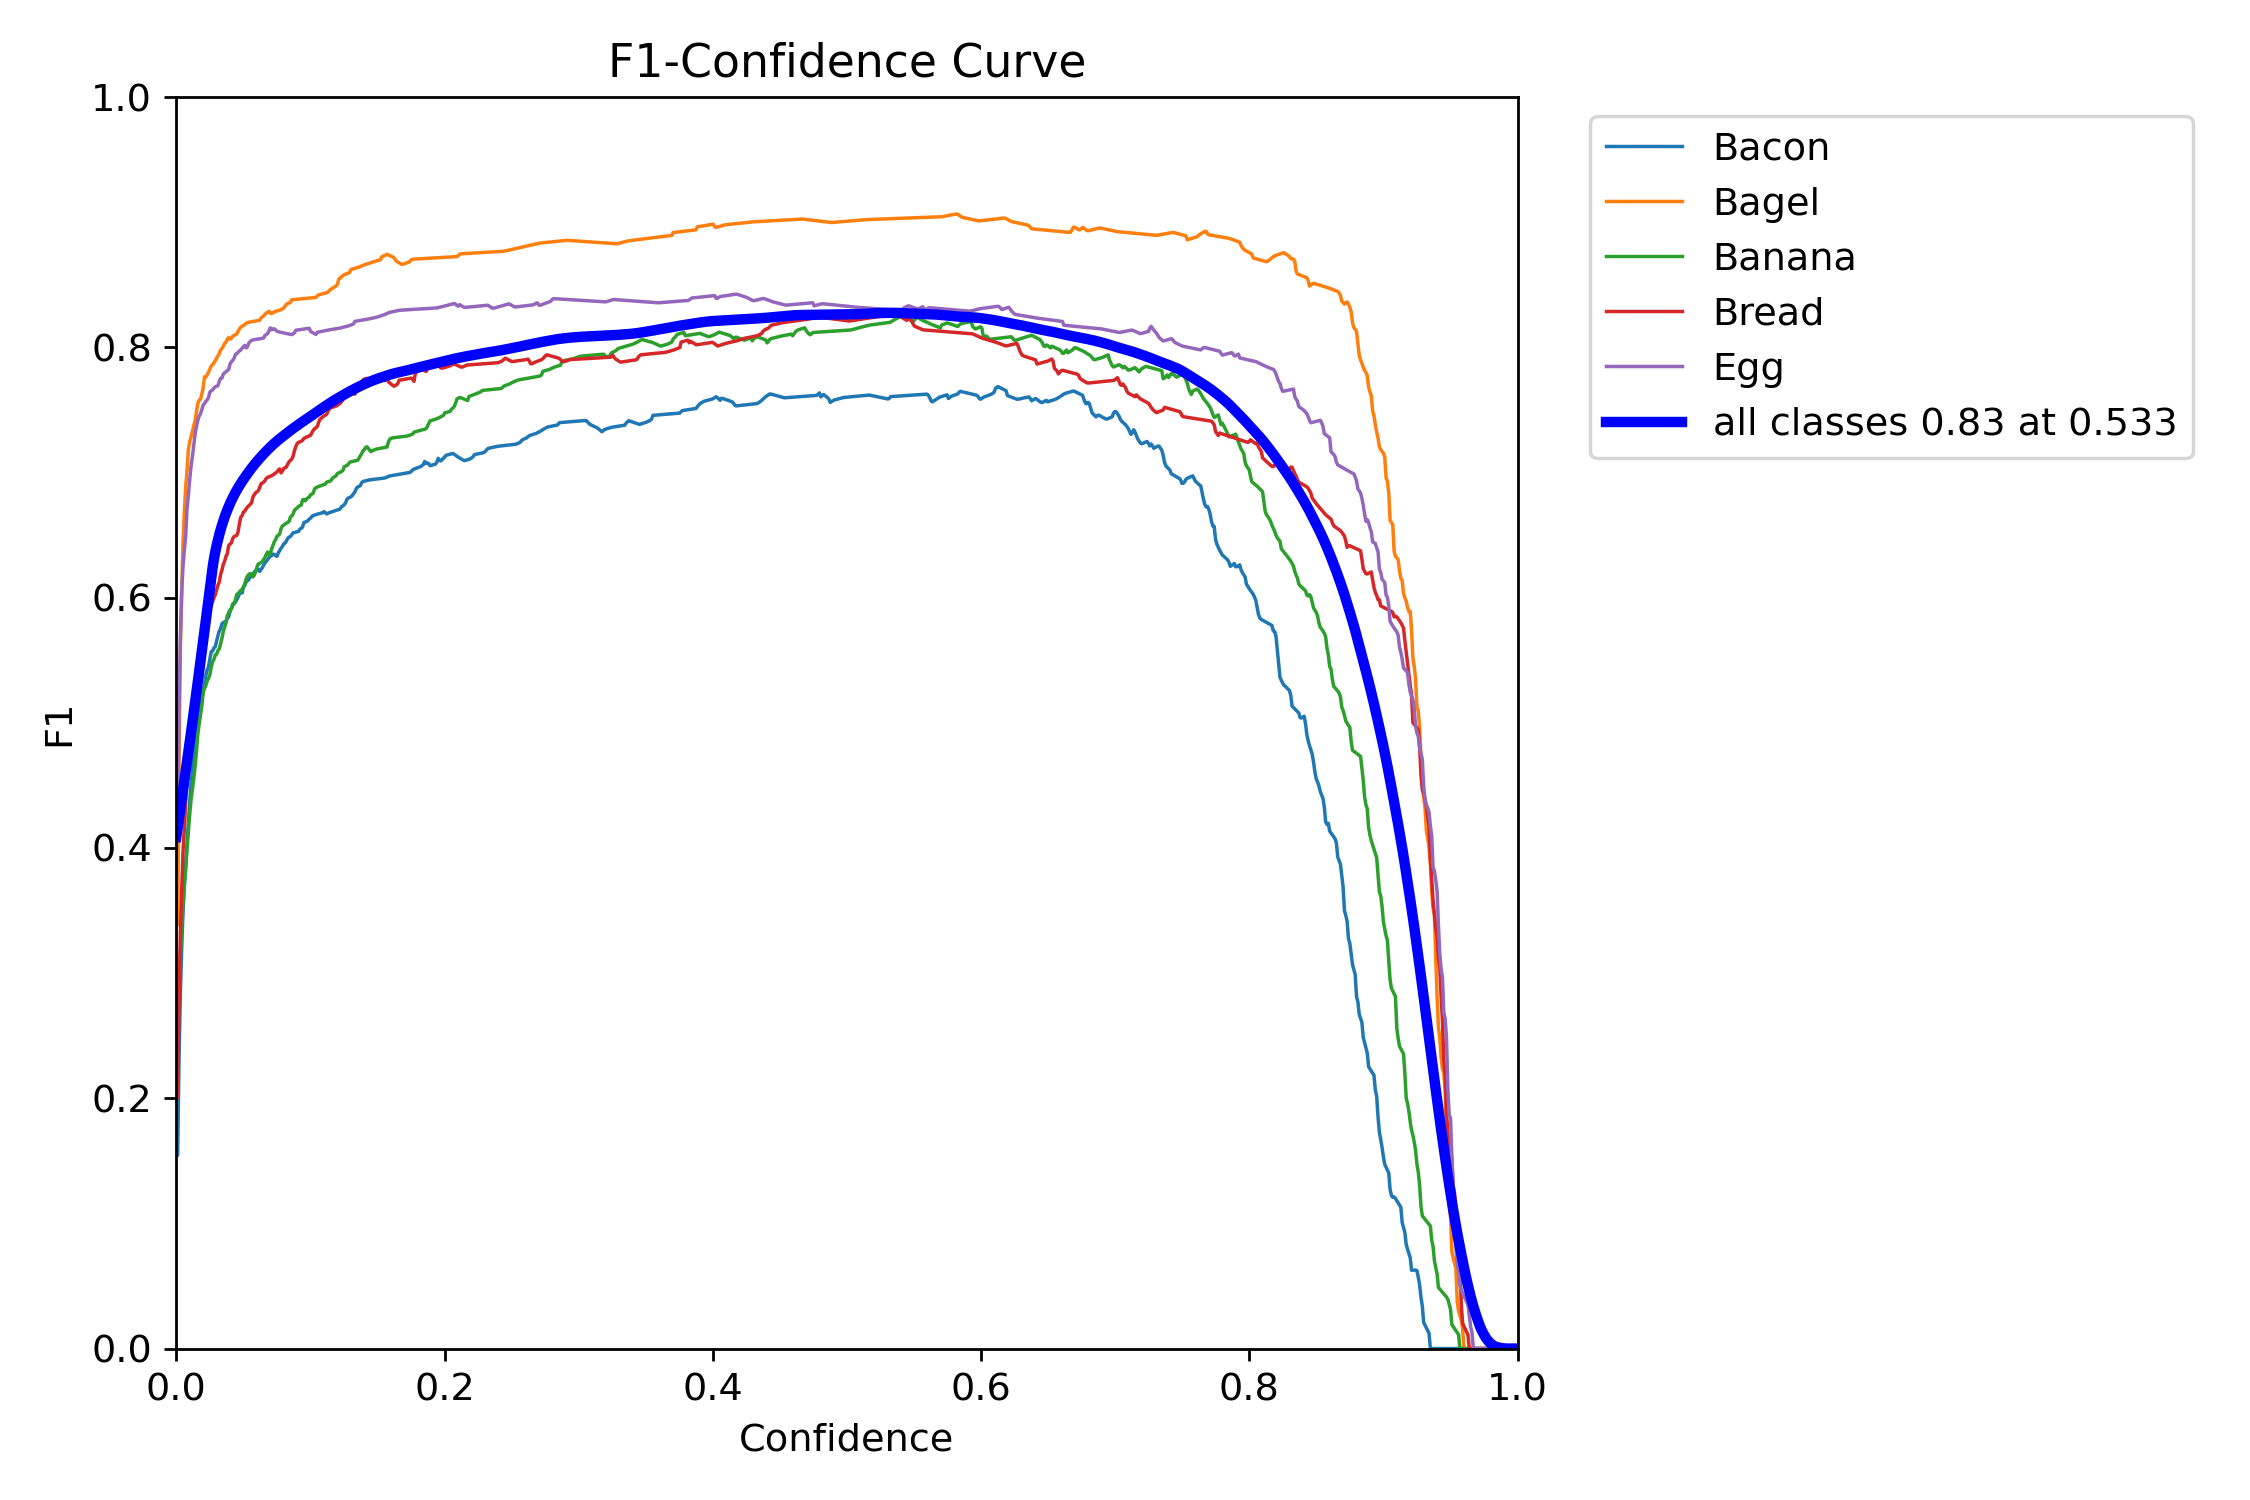 F1-Confidence Curve
1.0
0.8
0.6
0.4
0.2
0.0
F1
0.0 0.2 0.4 0.6 0.8 1.0
Confidence
Bacon
Bagel
Banana
Bread
Egg
all classes 0.83 at 0.533